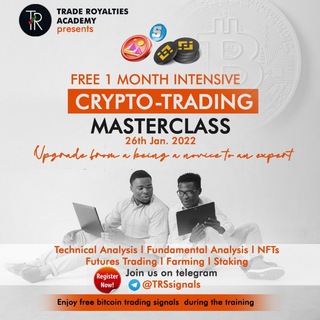 TRADE ROYALTIES
ACADEMY
presents
FREE 1 MONTH INTENSIVE
CRYPTO-TRADING
MASTERCLASS
26th Jan. 2022
Upgrade from a being a novice to an expert
Technical Analysis l Fundamental Analysis l NFTs
Futures Trading l Farming l Staking
Register
Now!
Join us on telegram
@TRSsignals
Enjoy free bitcoin trading signals during the training